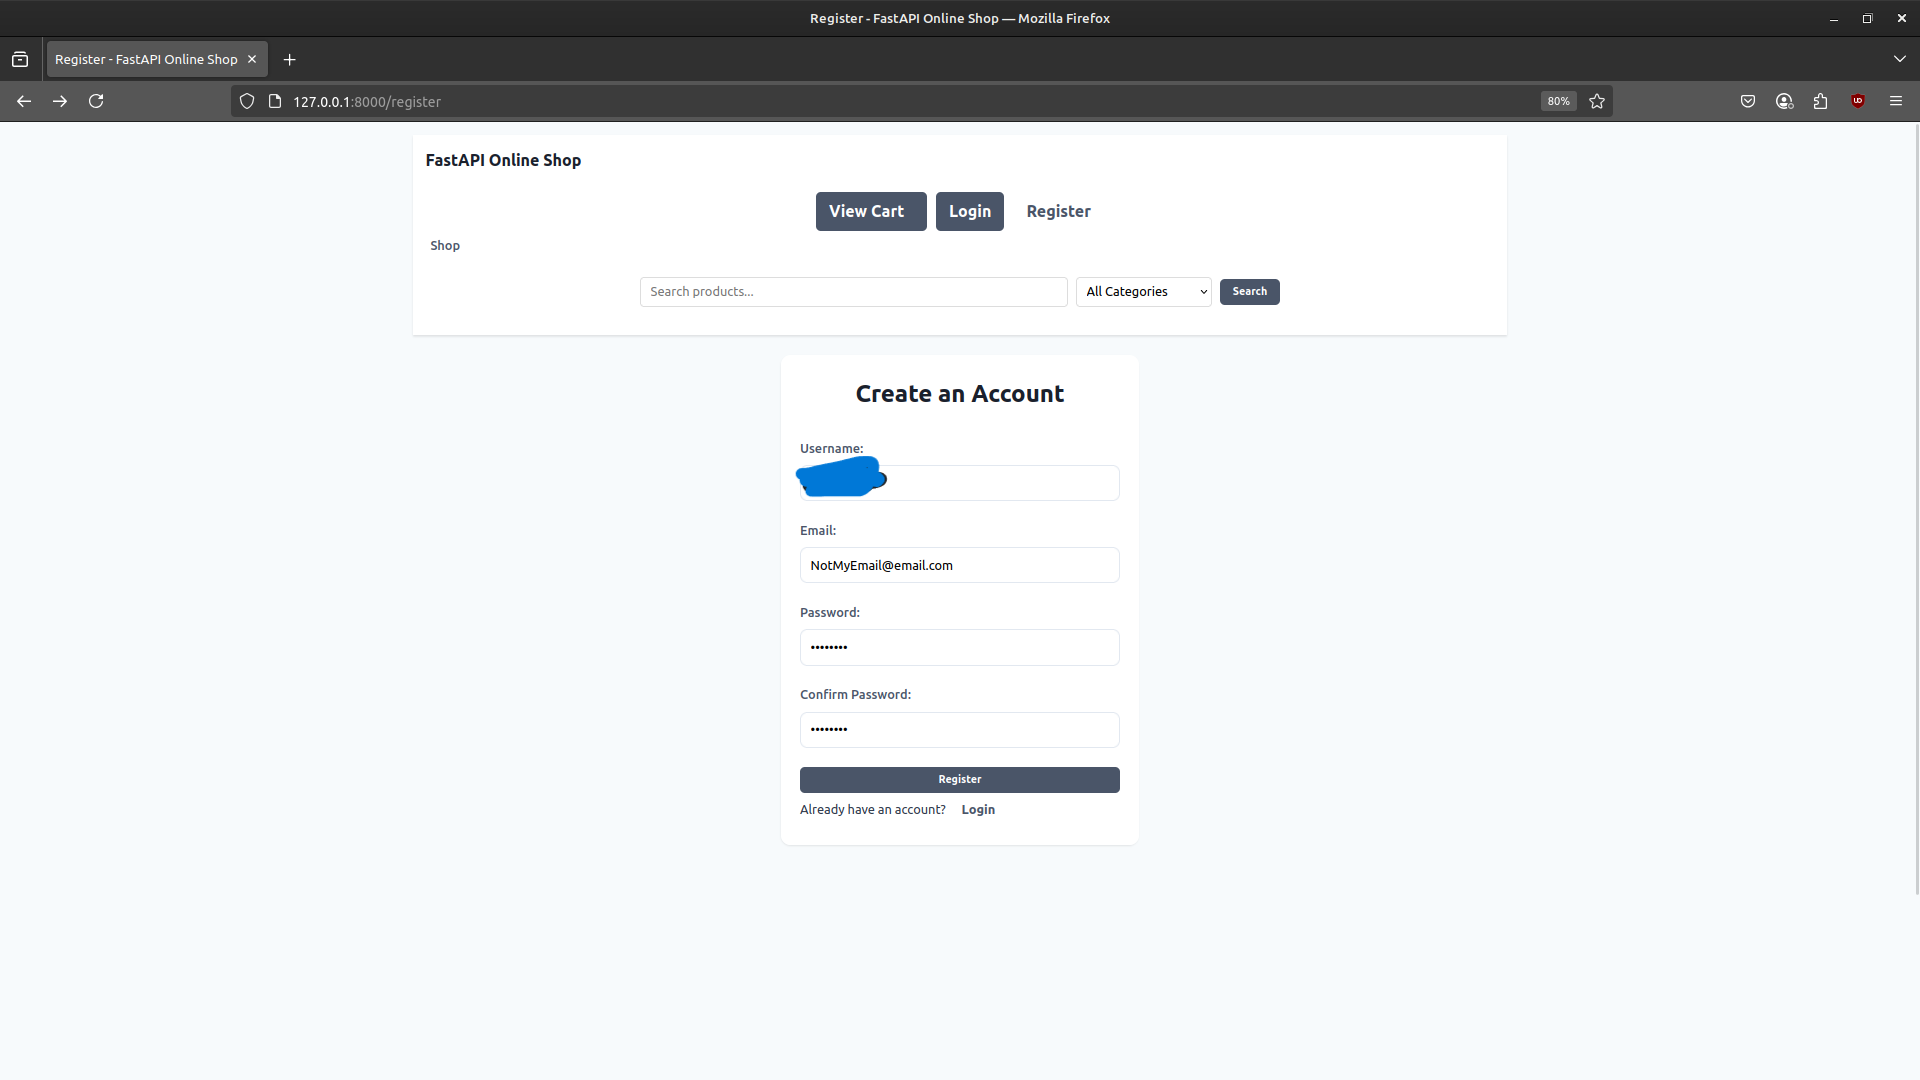 Register - FastAPI Online Shop — Mozilla Firefox
Register - FastAPI Online Shop
127.0.0.1:8000/register
80%
FastAPI Online Shop
View Cart Login Register
Shop
Search products... All Categories Search
Create an Account
Username:
Email:
NotMyEmail@email.com
Password:
••••••••
Confirm Password:
••••••••
Register
Already have an account? Login